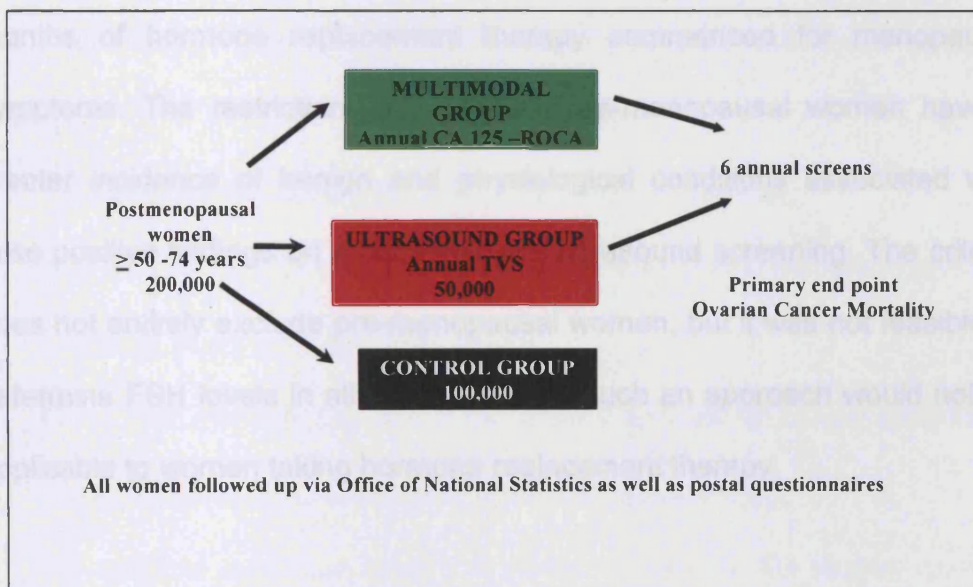 MULTIMODAL
GROUP
Annual CA 125 –ROCA
6 annual screens
Postmenopausal
women
≥ 50 -74 years
200,000
ULTRASOUND GROUP
Annual TVS
50,000
Primary end point
Ovarian Cancer Mortality
CONTROL GROUP
100,000
All women followed up via Office of National Statistics as well as postal questionnaires